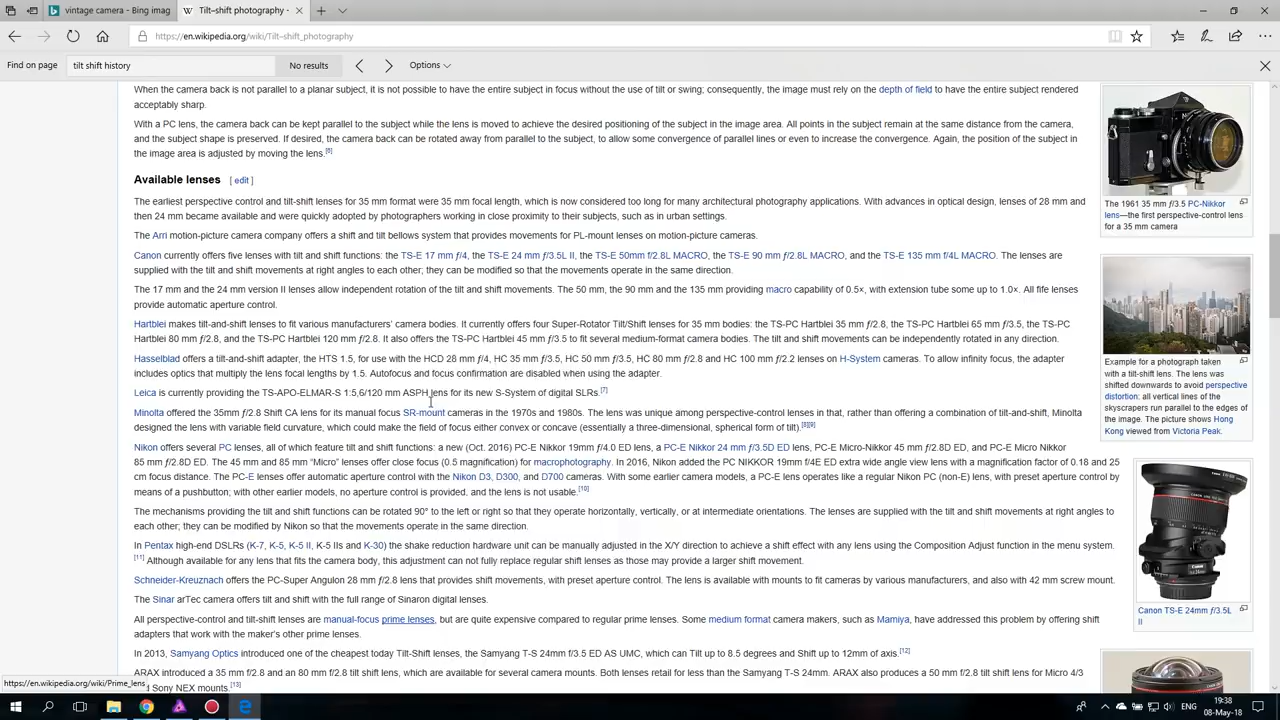 vintage camera - Bing imag
Tilt–shift photography -
https://en.wikipedia.org/wiki/Tilt–shift_photography
Find on page
tilt shift history
No results
Options
When the camera back is not parallel to a planar subject, it is not possible to have the entire subject in focus without the use of tilt or swing; consequently, the image must rely on the depth of field to have the entire subject rendered
acceptably sharp.
With a PC lens, the camera back can be kept parallel to the subject while the lens is moved to achieve the desired positioning of the subject in the image area. All points in the subject remain at the same distance from the camera,
and the subject shape is preserved. If desired, the camera back can be rotated away from parallel to the subject, to allow some convergence of parallel lines or even to increase the convergence. Again, the position of the subject in
the image area is adjusted by moving the lens.[6]
Available lenses [ edit ]
The earliest perspective control and tilt-shift lenses for 35 mm format were 35 mm focal length, which is now considered too long for many architectural photography applications. With advances in optical design, lenses of 28 mm and
then 24 mm became available and were quickly adopted by photographers working in close proximity to their subjects, such as in urban settings.
The Arri motion-picture camera company offers a shift and tilt bellows system that provides movements for PL-mount lenses on motion-picture cameras.
Canon currently offers five lenses with tilt and shift functions: the TS-E 17 mm ƒ/4, the TS-E 24 mm ƒ/3.5L II, the TS-E 50mm f/2.8L MACRO, the TS-E 90 mm ƒ/2.8L MACRO, and the TS-E 135 mm f/4L MACRO. The lenses are
supplied with the tilt and shift movements at right angles to each other; they can be modified so that the movements operate in the same direction.
The 17 mm and the 24 mm version II lenses allow independent rotation of the tilt and shift movements. The 50 mm, the 90 mm and the 135 mm providing macro capability of 0.5×, with extension tube some up to 1.0×. All fife lenses
provide automatic aperture control.
Hartblei makes tilt-and-shift lenses to fit various manufacturers' camera bodies. It currently offers four Super-Rotator Tilt/Shift lenses for 35 mm bodies: the TS-PC Hartblei 35 mm ƒ/2.8, the TS-PC Hartblei 65 mm ƒ/3.5, the TS-PC
Hartblei 80 mm ƒ/2.8, and the TS-PC Hartblei 120 mm ƒ/2.8. It also offers the TS-PC Hartblei 45 mm ƒ/3.5 to fit several medium-format camera bodies. The tilt and shift movements can be independently rotated in any direction.
Hasselblad offers a tilt-and-shift adapter, the HTS 1.5, for use with the HCD 28 mm ƒ/4, HC 35 mm ƒ/3.5, HC 50 mm ƒ/3.5, HC 80 mm ƒ/2.8 and HC 100 mm ƒ/2.2 lenses on H-System cameras. To allow infinity focus, the adapter
includes optics that multiply the lens focal lengths by 1.5. Autofocus and focus confirmation are disabled when using the adapter.
Leica is currently providing the TS-APO-ELMAR-S 1:5,6/120 mm ASPH lens for its new S-System of digital SLRs.[7]
Minolta offered the 35mm ƒ/2.8 Shift CA lens for its manual focus SR-mount cameras in the 1970s and 1980s. The lens was unique among perspective-control lenses in that, rather than offering a combination of tilt-and-shift, Minolta
designed the lens with variable field curvature, which could make the field of focus either convex or concave (essentially a three-dimensional, spherical form of tilt).[8][9]
Nikon offers several PC lenses, all of which feature tilt and shift functions: a new (Oct. 2016) PC-E Nikkor 19mm ƒ/4.0 ED lens, a PC-E Nikkor 24 mm ƒ/3.5D ED lens, PC-E Micro-Nikkor 45 mm ƒ/2.8D ED, and PC-E Micro Nikkor
85 mm ƒ/2.8D ED. The 45 mm and 85 mm "Micro" lenses offer close focus (0.5 magnification) for macrophotography. In 2016, Nikon added the PC NIKKOR 19mm f/4E ED extra wide angle view lens with a magnification factor of 0.18 and 25
cm focus distance. The PC-E lenses offer automatic aperture control with the Nikon D3, D300, and D700 cameras. With some earlier camera models, a PC-E lens operates like a regular Nikon PC (non-E) lens, with preset aperture control by
means of a pushbutton; with other earlier models, no aperture control is provided, and the lens is not usable.[10]
The mechanisms providing the tilt and shift functions can be rotated 90° to the left or right so that they operate horizontally, vertically, or at intermediate orientations. The lenses are supplied with the tilt and shift movements at right angles to
each other; they can be modified by Nikon so that the movements operate in the same direction.
In Pentax high-end DSLRs (K-7, K-5, K-5 II, K-5 IIs and K-30) the shake reduction hardware unit can be manually adjusted in the X/Y direction to achieve a shift effect with any lens using the Composition Adjust function in the menu system.
[11] Although available for any lens that fits the camera body, this adjustment can not fully replace regular shift lenses as those may provide a larger shift movement.
Schneider-Kreuznach offers the PC-Super Angulon 28 mm ƒ/2.8 lens that provides shift movements, with preset aperture control. The lens is available with mounts to fit cameras by various manufacturers, and also with 42 mm screw mount.
The Sinar arTec camera offers tilt and shift with the full range of Sinaron digital lenses.
All perspective-control and tilt-shift lenses are manual-focus prime lenses, but are quite expensive compared to regular prime lenses. Some medium format camera makers, such as Mamiya, have addressed this problem by offering shift
adapters that work with the maker's other prime lenses.
In 2013, Samyang Optics introduced one of the cheapest today Tilt-Shift lenses, the Samyang T-S 24mm f/3.5 ED AS UMC, which can Tilt up to 8.5 degrees and Shift up to 12mm of axis.[12]
ARAX introduced a 35 mm f/2.8 and an 80 mm f/2.8 tilt shift lens, which are available for several camera mounts. Both lenses retail for less than the Samyang T-S 24mm. ARAX also produces a 50 mm f/2.8 tilt shift lens for Micro 4/3
Sony NEX mounts.[13]
The 1961 35 mm ƒ/3.5 PC-Nikkor
lens—the first perspective-control lens
for a 35 mm camera
Example for a photograph taken
with a tilt-shift lens. The lens was
shifted downwards to avoid perspective
distortion: all vertical lines of the
skyscrapers run parallel to the edges of
the image. The picture shows Hong
Kong viewed from Victoria Peak.
Canon TS-E 24mm ƒ/3.5L
II
https://en.wikipedia.org/wiki/Prime_lens
ENG
19:38
08-May-18